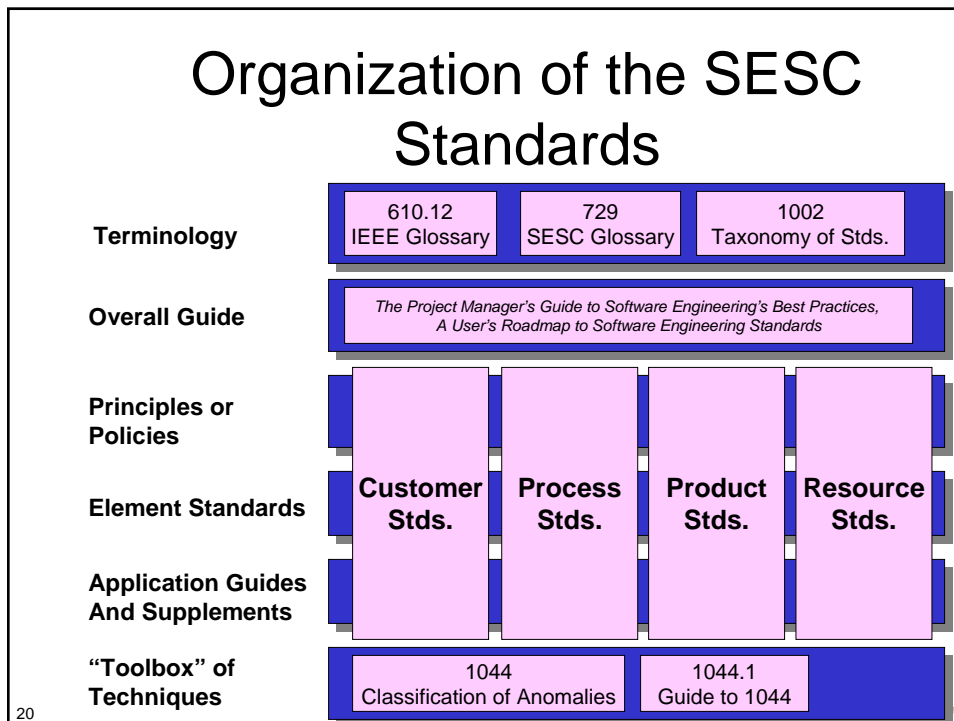 Organization of the SESC
Standards
Terminology
610.12
IEEE Glossary
729
SESC Glossary
1002
Taxonomy of Stds.
Overall Guide
The Project Manager’s Guide to Software Engineering’s Best Practices,
A User’s Roadmap to Software Engineering Standards
Principles or
Policies
Element Standards
Application Guides
And Supplements
Customer
Stds.
Process
Stds.
Product
Stds.
Resource
Stds.
“Toolbox” of
Techniques
1044
Classification of Anomalies
1044.1
Guide to 1044
20